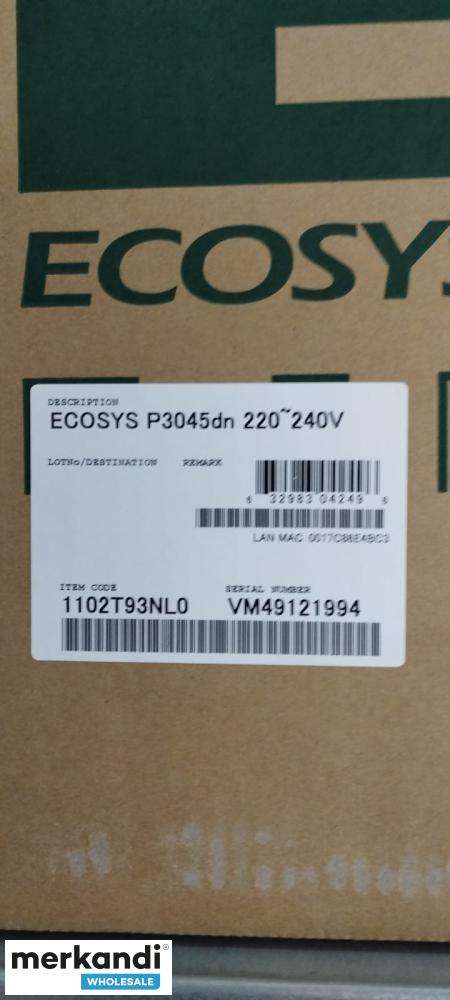 ECOSYS
DESCRIPTION
ECOSYS P3045dn 220~240V
LOTNo/DESTINATION REMARK
6 32983 04249 6
LAN MAC 0017C88E4BC3
ITEM CODE SERIAL NUMBER
1102T93NL0 VM49121994
merkandi
WHOLESALE